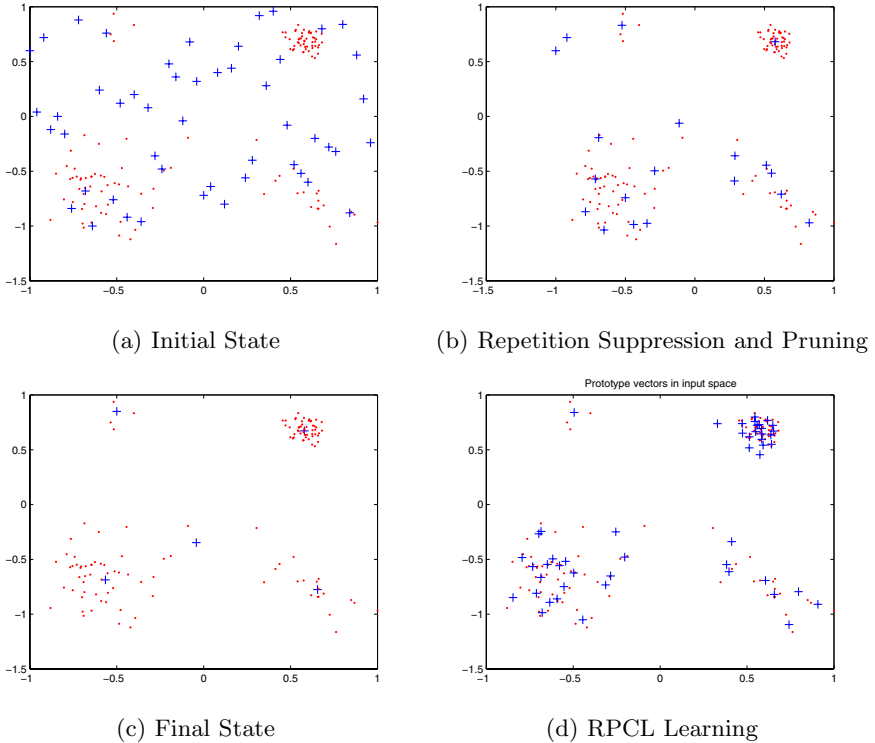 1
0.5
0
−0.5
−1
−1.5
−1 −0.5 0 0.5 1
(a) Initial State
1
0.5
0
−0.5
−1
−1.5
−1.5 −1 −0.5 0 0.5 1
(b) Repetition Suppression and Pruning
1
0.5
0
−0.5
−1
−1.5
−1 −0.5 0 0.5 1
(c) Final State
Prototype vectors in input space
1
0.5
0
−0.5
−1
−1.5
−1 −0.5 0 0.5 1
(d) RPCL Learning